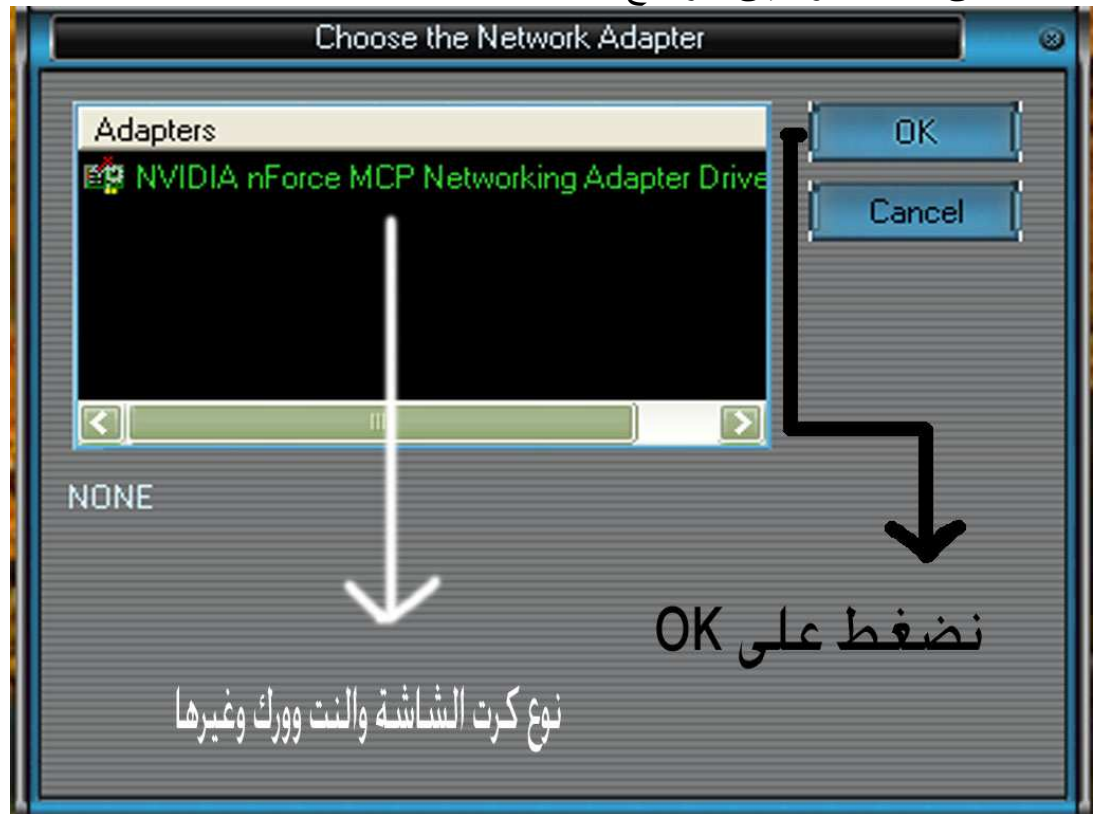 Choose the Network Adapter
Adapters
OK
NVIDIA nForce MCP Networking Adapter Drive
Cancel
NONE
نضغط على OK
نوع كرت الشاشة والنت وورك وغيرها